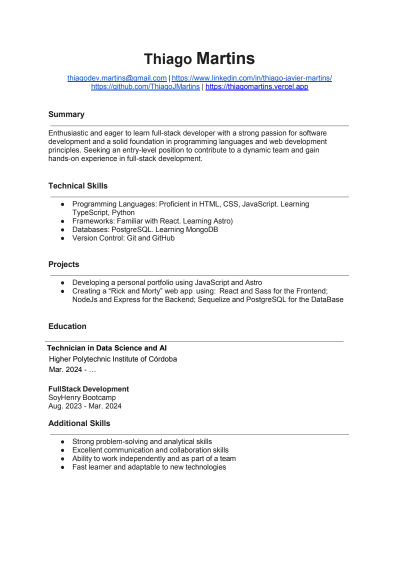 Thiago Martins
thiagodev.martins@gmail.com | https://www.linkedin.com/in/thiago-javier-martins/
https://github.com/ThiagoJMartins | https://thiagomartins.vercel.app
Summary
Enthusiastic and eager to learn full-stack developer with a strong passion for software
development and a solid foundation in programming languages and web development
principles. Seeking an entry-level position to contribute to a dynamic team and gain
hands-on experience in full-stack development.
Technical Skills
● Programming Languages: Proficient in HTML, CSS, JavaScript. Learning
TypeScript, Python
● Frameworks: Familiar with React. Learning Astro)
● Databases: PostgreSQL. Learning MongoDB
● Version Control: Git and GitHub
Projects
● Developing a personal portfolio using JavaScript and Astro
● Creating a "Rick and Morty" web app using: React and Sass for the Frontend;
NodeJs and Express for the Backend; Sequelize and PostgreSQL for the DataBase
Education
Technician in Data Science and AI
Higher Polytechnic Institute of Córdoba
Mar. 2024 - ...
FullStack Development
SoyHenry Bootcamp
Aug. 2023 - Mar. 2024
Additional Skills
● Strong problem-solving and analytical skills
● Excellent communication and collaboration skills
● Ability to work independently and as part of a team
● Fast learner and adaptable to new technologies